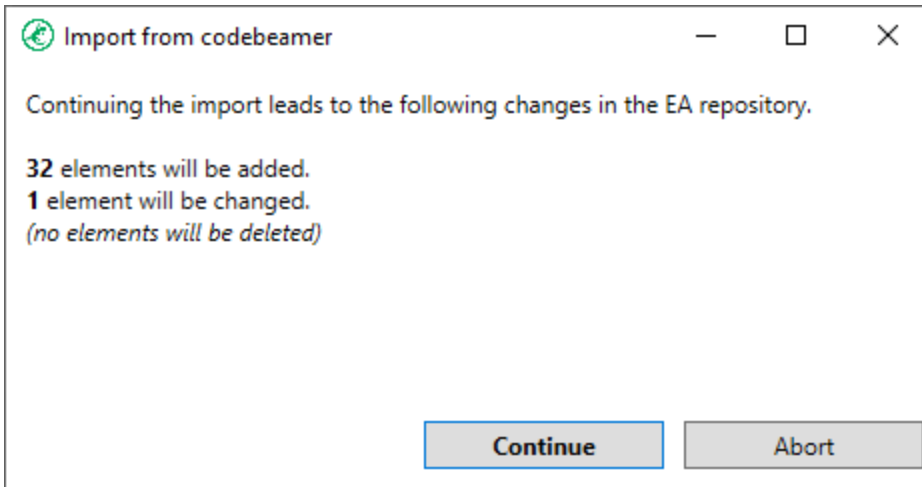 Import from codebeamer
Continuing the import leads to the following changes in the EA repository.
32 elements will be added.
1 element will be changed.
(no elements will be deleted)
Continue
Abort